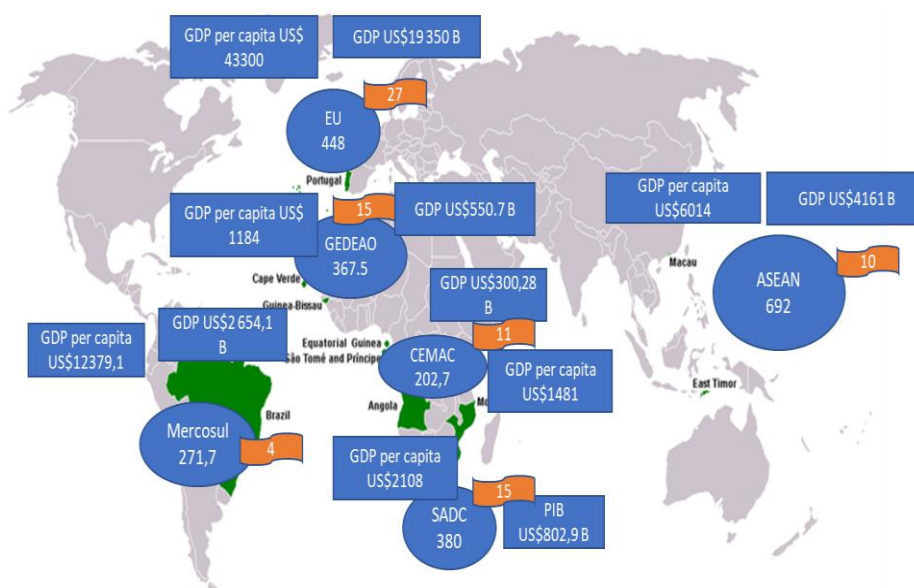 GDP per capita US$
43300
GDP US$19 350 B
27
EU
448
Portugal
GDP per capita US$
1184
15
GDP US$550.7 B
GEDEAO
367.5
Cape Verde
Guinea-Bissau
GDP per capita
US$6014
GDP US$4161 B
Macau
ASEAN
692
10
GDP US$300,28
B
11
CEMAC
202,7
GDP per capita
US$1481
Equatorial Guinea
São Tomé and Príncipe
GDP per capita
US$12379,1
GDP US$2 654,1
B
Brazil
Mercosul
271,7
4
Angola
East Timor
GDP per capita
US$2108
15
SADC
380
PIB
US$802,9 B